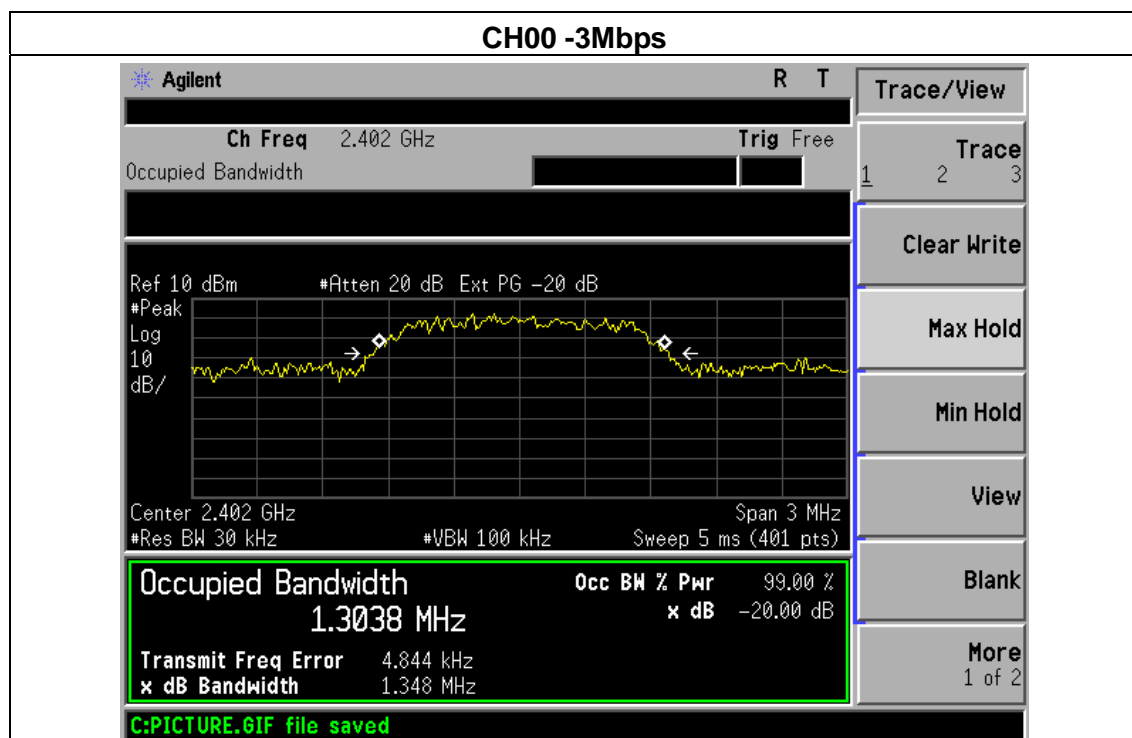 CH00 -3Mbps
Agilent R T
Trace/View
Ch Freq 2.402 GHz Trig Free
Occupied Bandwidth
Trace
1 2 3
Clear Write
Ref 10 dBm #Atten 20 dB Ext PG -20 dB
#Peak
Log
10
dB/
Max Hold
Min Hold
View
Center 2.402 GHz Span 3 MHz
#Res BW 30 kHz #VBW 100 kHz Sweep 5 ms (401 pts)
Occupied Bandwidth Occ BW % Pwr 99.00 %
1.3038 MHz x dB -20.00 dB
Blank
Transmit Freq Error 4.844 kHz
x dB Bandwidth 1.348 MHz
More
1 of 2
C:PICTURE.GIF file saved